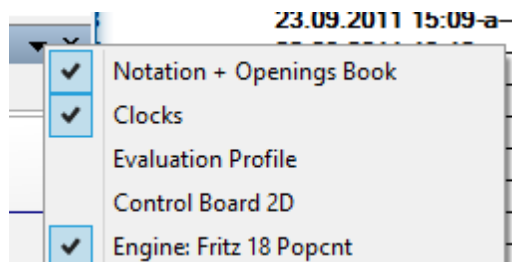 23.09.2011 15:09-a-
Notation + Openings Book
Clocks
Evaluation Profile
Control Board 2D
Engine: Fritz 18 Popcnt